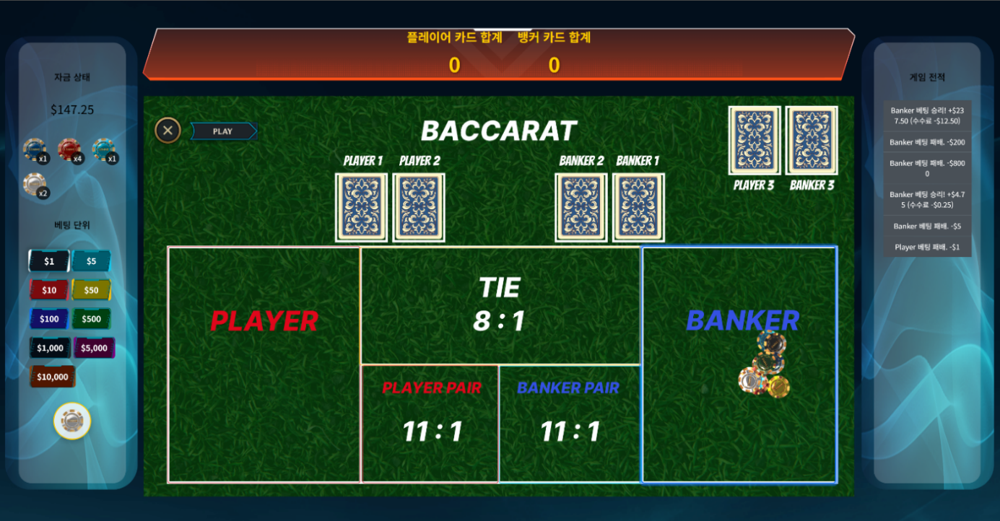 플레이어 카드 합계 뱅커 카드 합계
0 0
자금 상태
$147.25
x1 x4 x1
x2
베팅 단위
$1 $5
$10 $50
$100 $500
$1,000 $5,000
$10,000
PLAY
BACCARAT
PLAYER 1 PLAYER 2 BANKER 2 BANKER 1
PLAYER 3 BANKER 3
PLAYER
TIE
8 : 1
BANKER
PLAYER PAIR
11 : 1
BANKER PAIR
11 : 1
게임 전적
Banker 베팅 승리! +$23
7.50 (수수료 -$12.50)
Banker 베팅 패배. -$200
Banker 베팅 패배. -$800
0
Banker 베팅 승리! +$4.7
5 (수수료 -$0.25)
Banker 베팅 패배. -$5
Player 베팅 패배. -$1